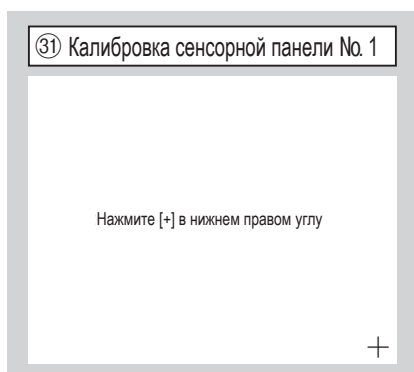 ㉛ Калибровка сенсорной панели No. 1
Нажмите [+] в нижнем правом углу
+